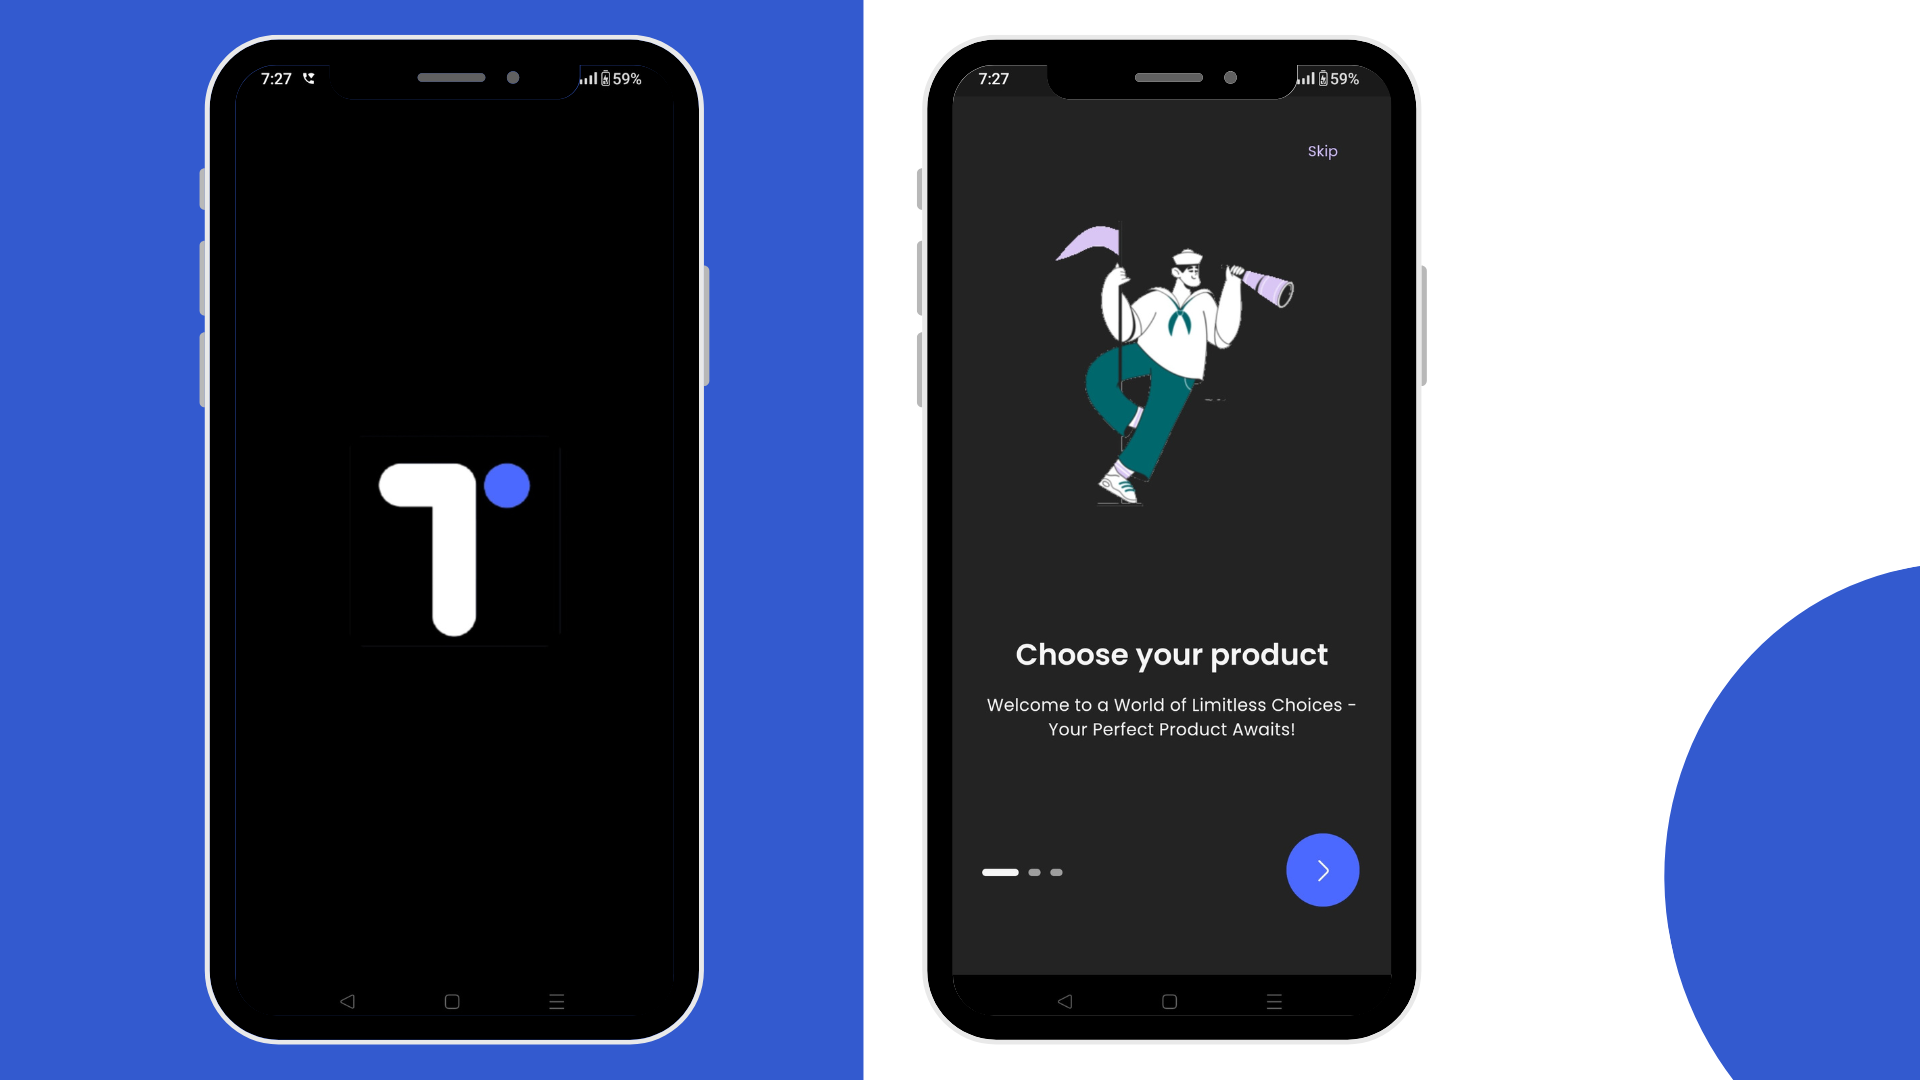 7:27
59%
T
7:27
59%
Skip
Choose your product
Welcome to a World of Limitless Choices -
Your Perfect Product Awaits!